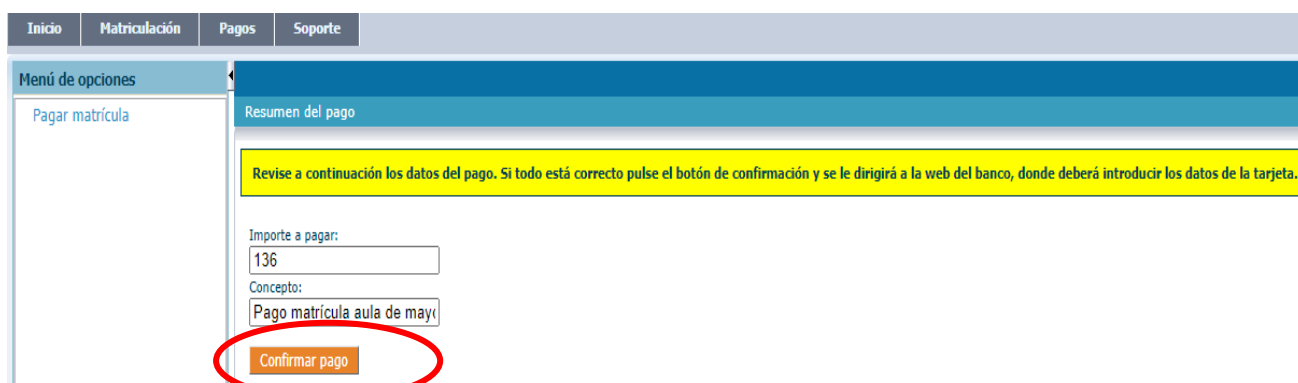 Inicio Matriculación Pagos Soporte
Menú de opciones
Pagar matrícula
Resumen del pago
Revise a continuación los datos del pago. Si todo está correcto pulse el botón de confirmación y se le dirigirá a la web del banco, donde deberá introducir los datos de la tarjeta.
Importe a pagar:
136
Concepto:
Pago matrícula aula de mayo
Confirmar pago